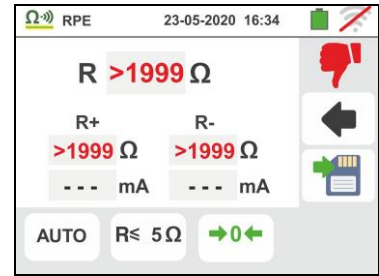 Ω RPE 23-05-2020 16:34
R >1999 Ω
R+ R-
>1999 Ω >1999 Ω
--- mA --- mA
AUTO R≤ 5Ω →0←